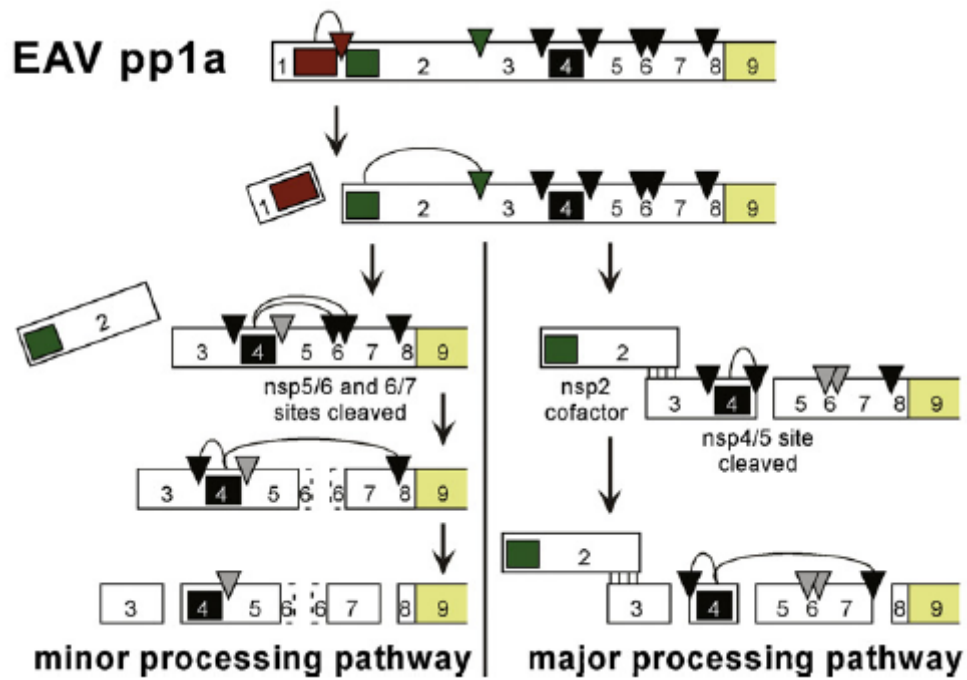 EAV pp1a
1 2 3 4 5 6 7 8 9
1
2 3 4 5 6 7 8 9
2
3 4 5 6 7 8 9
nsp5/6 and 6/7
sites cleaved
2
nsp2
cofactor
3 4
5 6 7 8 9
nsp4/5 site
cleaved
3 4 5 6 6 7 8 9
2
3 4 5 6 6 7 8 9
3 4 5 6 7 8 9
minor processing pathway
major processing pathway